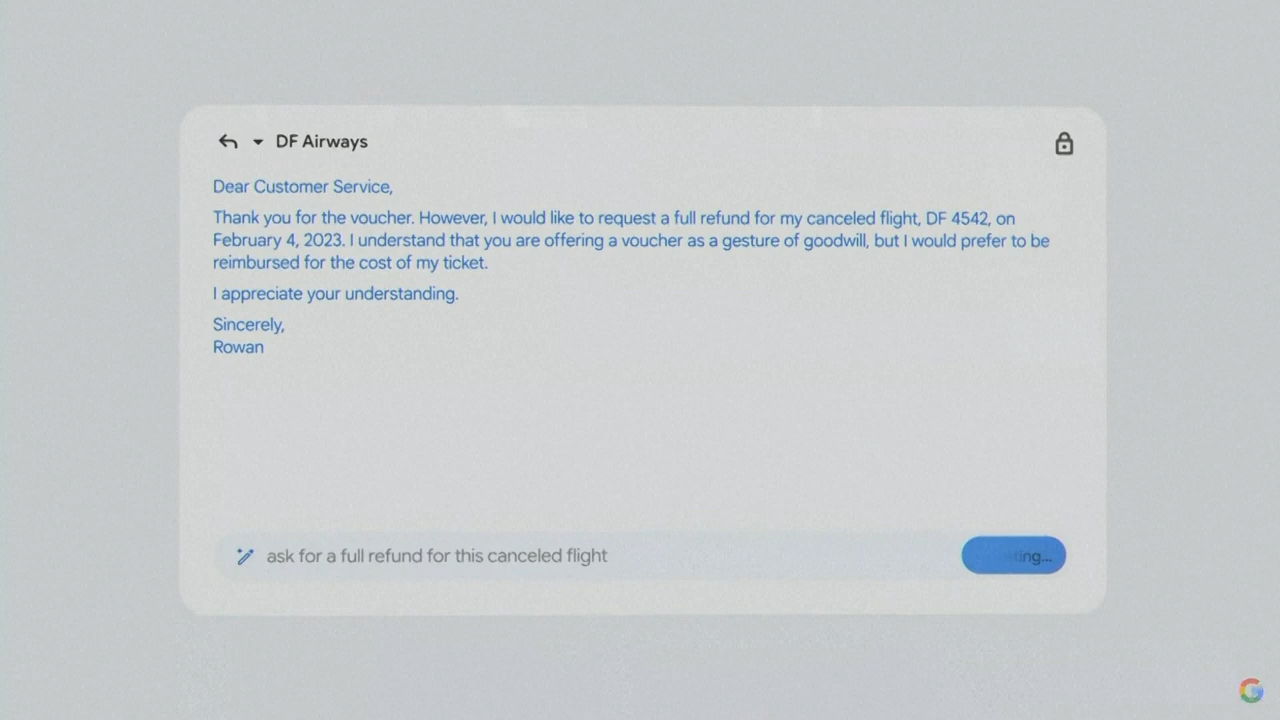 DF Airways
Dear Customer Service,
Thank you for the voucher. However, I would like to request a full refund for my canceled flight, DF 4542, on
February 4, 2023. I understand that you are offering a voucher as a gesture of goodwill, but I would prefer to be
reimbursed for the cost of my ticket.
I appreciate your understanding.
Sincerely,
Rowan
ask for a full refund for this canceled flight